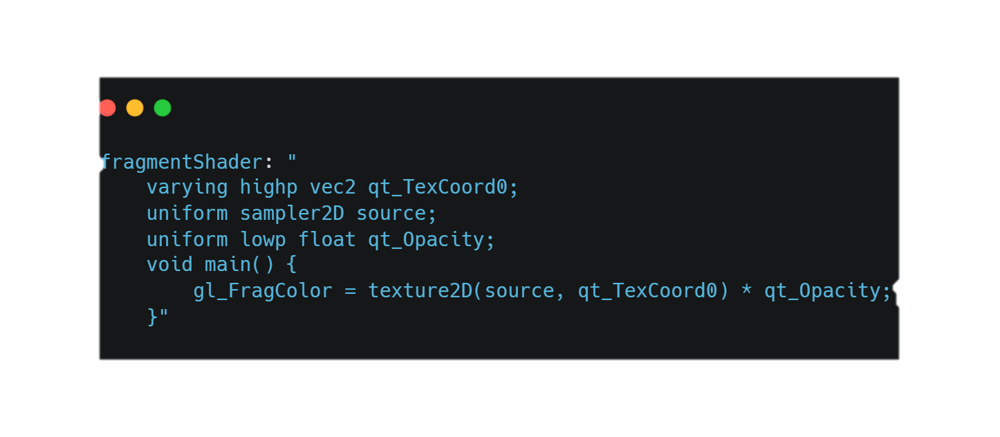 fragmentShader: "
    varying highp vec2 qt_TexCoord0;
    uniform sampler2D source;
    uniform lowp float qt_Opacity;
    void main() {
        gl_FragColor = texture2D(source, qt_TexCoord0) * qt_Opacity;
    }"